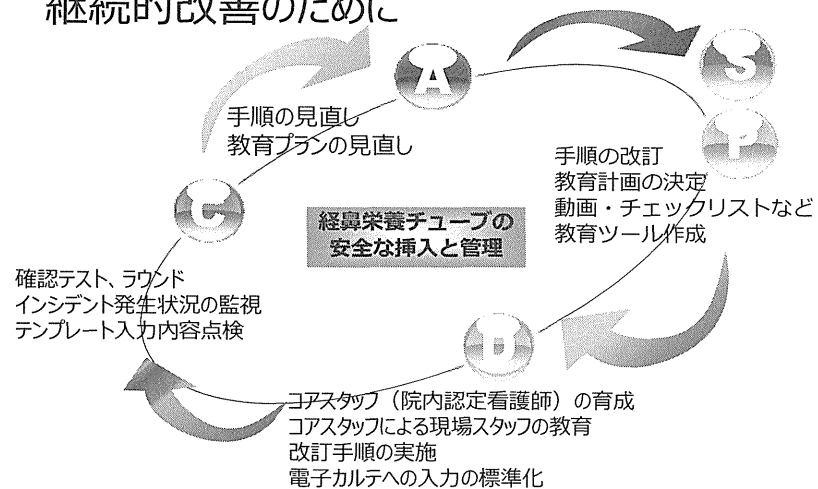 継続的改善のために
A
S
P
手順の見直し
教育プランの見直し
手順の改訂
教育計画の決定
動画・チェックリストなど
教育ツール作成
C
経鼻栄養チューブの
安全な挿入と管理
確認テスト、ラウンド
インシデント発生状況の監視
テンプレート入力内容点検
D
コアスタッフ（院内認定看護師）の育成
コアスタッフによる現場スタッフの教育
改訂手順の実施
電子カルテへの入力の標準化